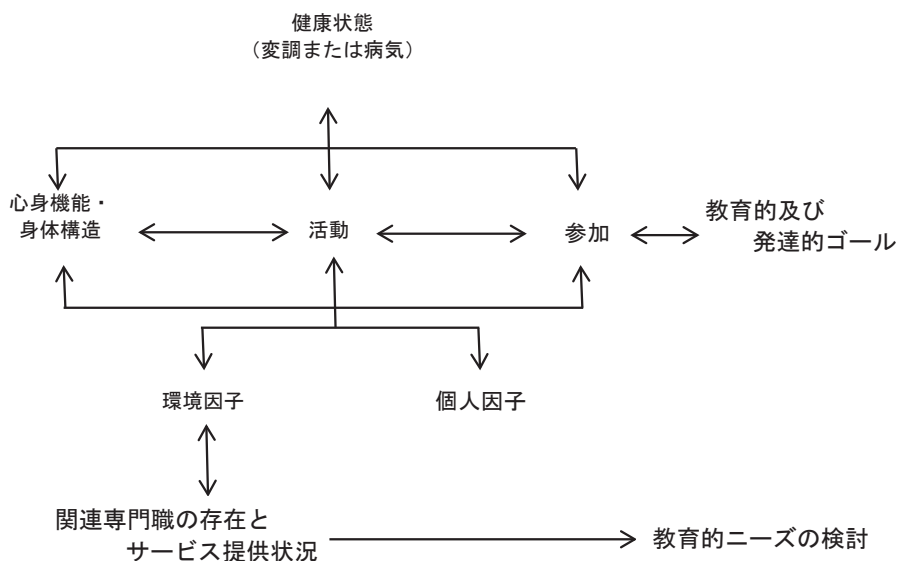 健康状態
（変調または病気）
心身機能・
身体構造
活動
参加
教育的及び
発達的ゴール
環境因子
個人因子
関連専門職の存在と
サービス提供状況
教育的ニーズの検討